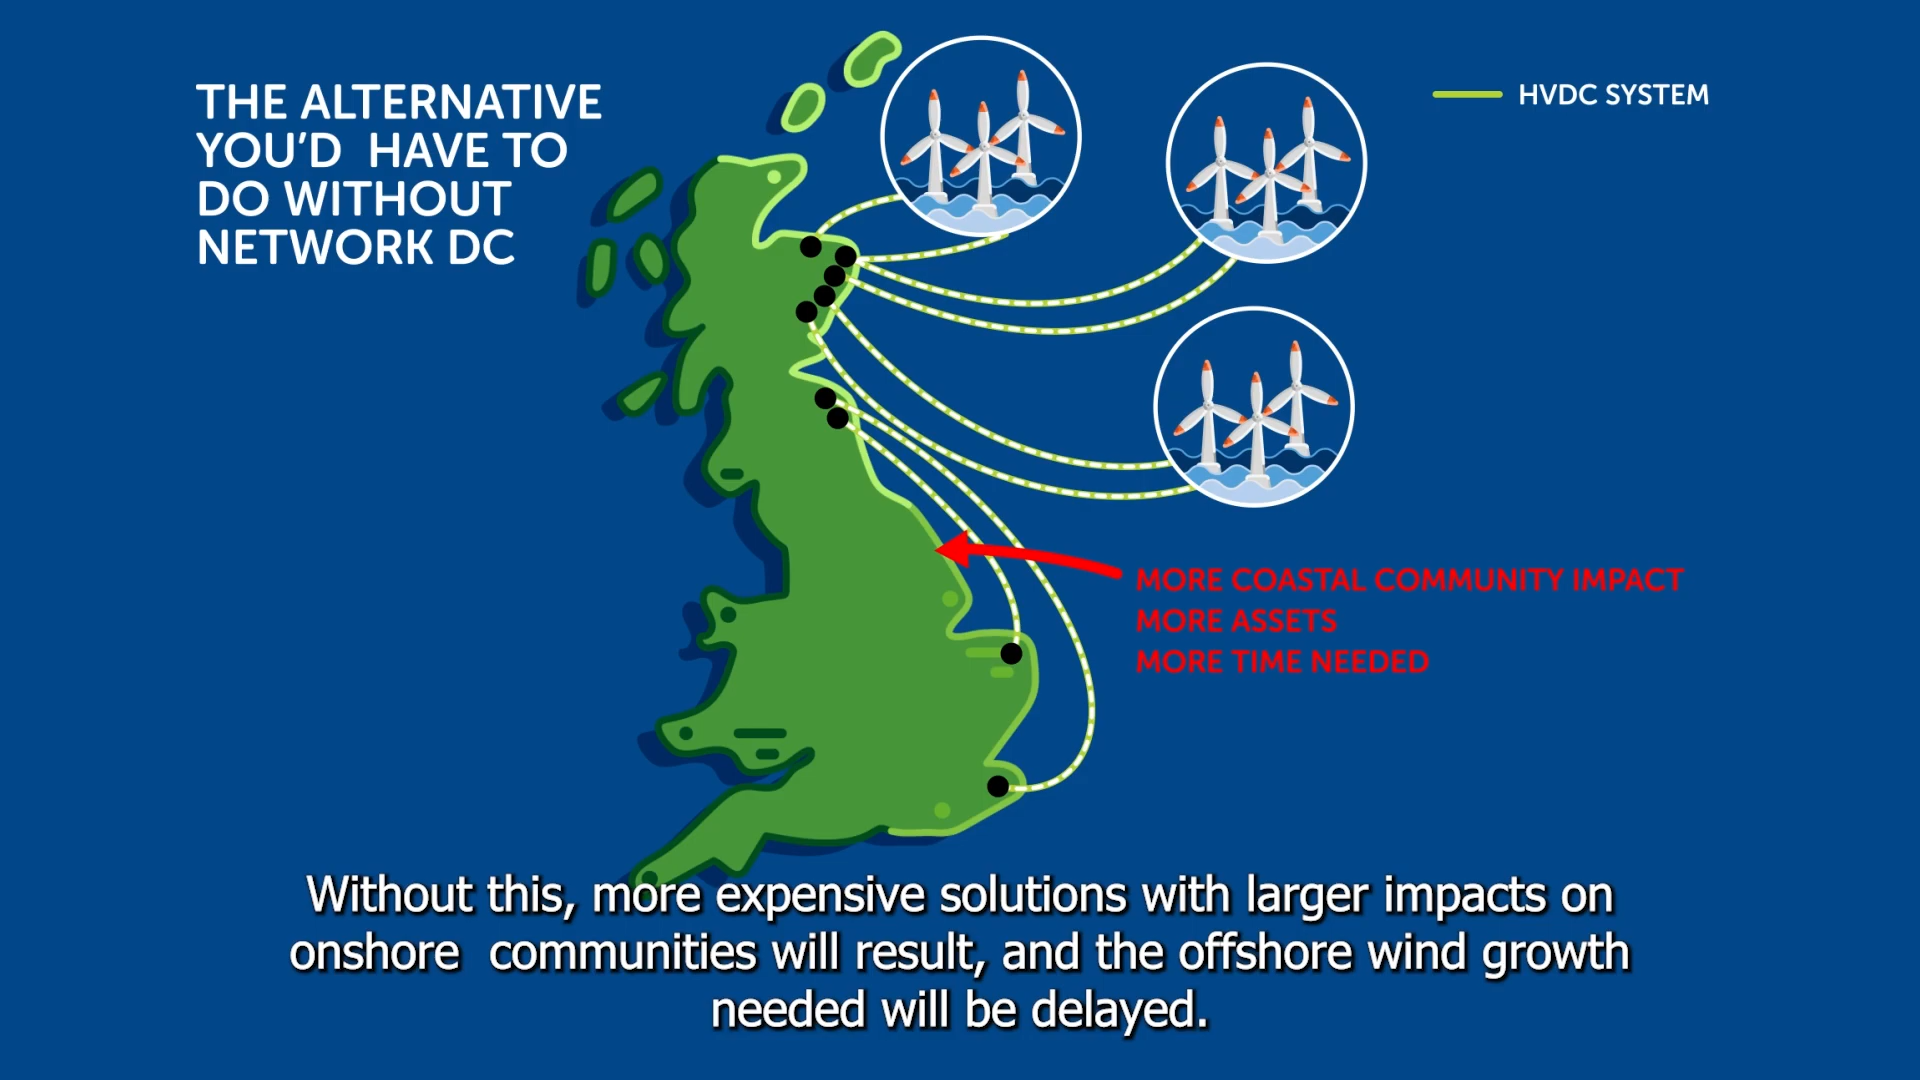 THE ALTERNATIVE
YOU'D HAVE TO
DO WITHOUT
NETWORK DC
HVDC SYSTEM
MORE COASTAL COMMUNITY IMPACT
MORE ASSETS
MORE TIME NEEDED
Without this, more expensive solutions with larger impacts on
onshore communities will result, and the offshore wind growth
needed will be delayed.